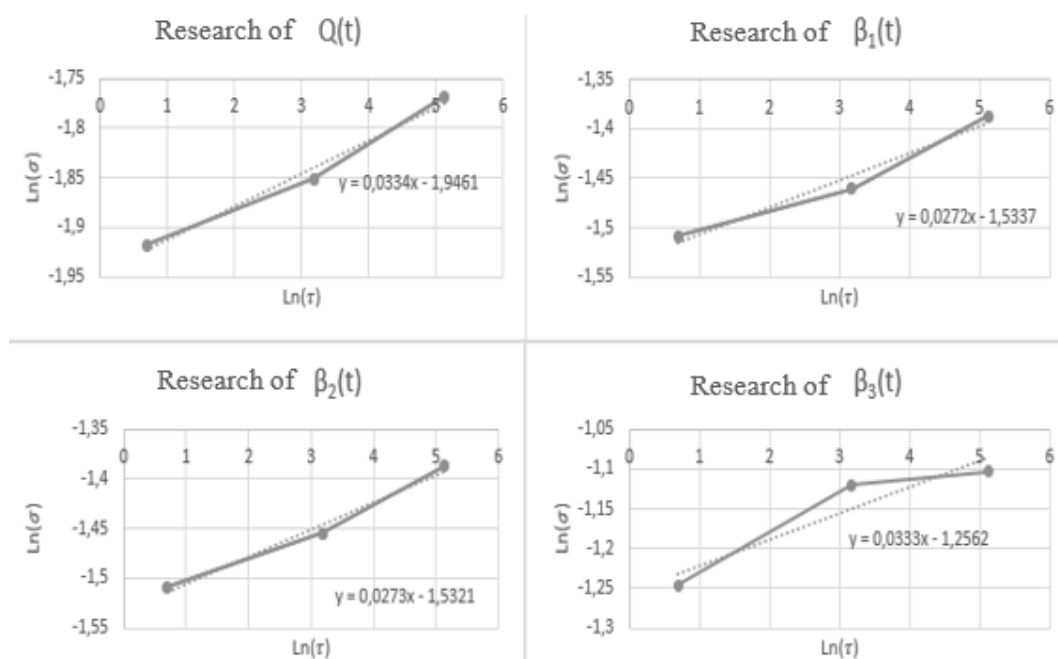 Research of Q(t)
-1,75
0 1 2 3 4 5 6
-1,8
-1,85
-1,9
-1,95
Ln(σ)
y = 0,0334x - 1,9461
Ln(τ)
Research of β₁(t)
-1,35
0 1 2 3 4 5 6
-1,4
-1,45
-1,5
-1,55
Ln(σ)
y = 0,0272x - 1,5337
Ln(τ)
Research of β₂(t)
-1,35
0 1 2 3 4 5 6
-1,4
-1,45
-1,5
-1,55
Ln(σ)
y = 0,0273x - 1,5321
Ln(τ)
Research of β₃(t)
-1,05
0 1 2 3 4 5 6
-1,1
-1,15
-1,2
-1,25
-1,3
Ln(σ)
y = 0,0333x - 1,2562
Ln(τ)